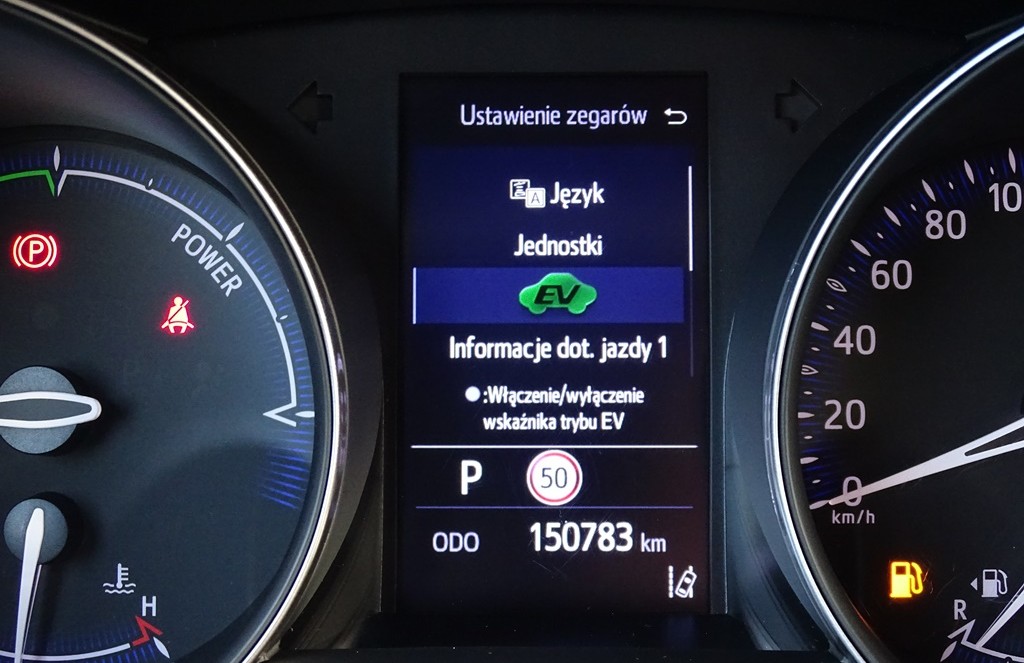 Ustawienie zegarów
Język
Jednostki
EV
Informacje dot. jazdy 1
:Włączenie/wyłączenie
wskaźnika trybu EV
P
50
ODO 150783 km
P
POWER
H
10
80
60
40
20
0
km/h
R